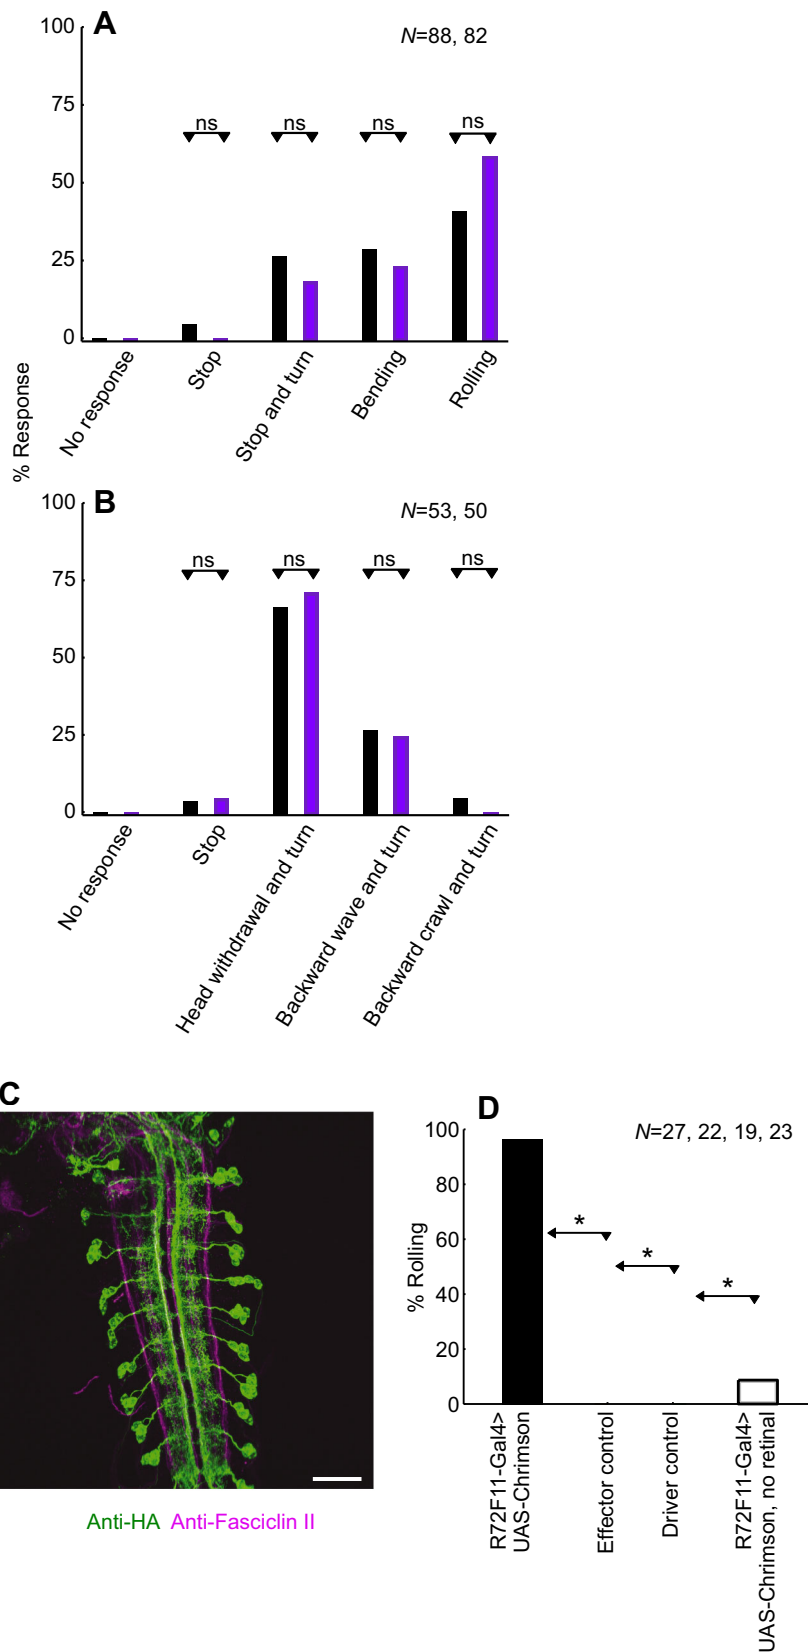 A
N=88, 82
100
75
50
25
0
ns
ns
ns
ns
No response
Stop
Stop and turn
Bending
Rolling
% Response
B
N=53, 50
100
75
50
25
0
ns
ns
ns
ns
No response
Stop
Head withdrawal and turn
Backward wave and turn
Backward crawl and turn
C
Anti-HA Anti-Fasciclin II
D
N=27, 22, 19, 23
100
80
60
40
20
0
% Rolling
*
*
*
R72F11-Gal4>
UAS-Chrimson
Effector control
Driver control
R72F11-Gal4>
UAS-Chrimson, no retinal